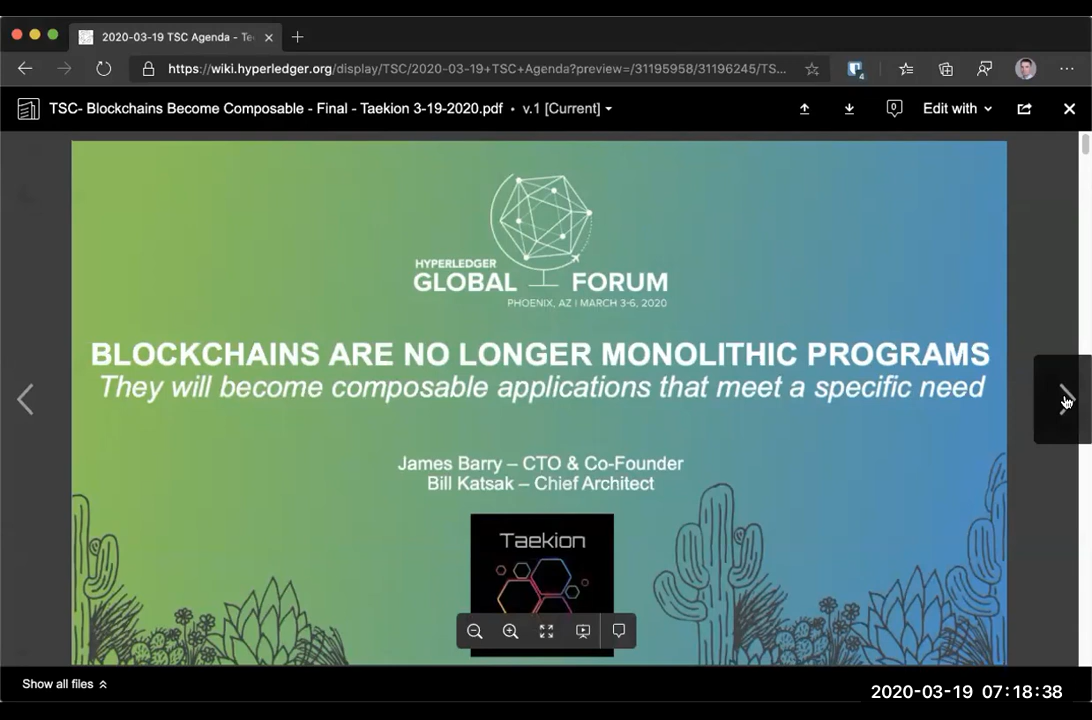 2020-03-19 TSC Agenda - Te
https://wiki.hyperledger.org/display/TSC/2020-03-19+TSC+Agenda?preview=/31195958/31196245/TS...
4
TSC- Blockchains Become Composable - Final - Taekion 3-19-2020.pdf • v.1 [Current]
0
Edit with
HYPERLEDGER
GLOBAL FORUM
PHOENIX, AZ | MARCH 3-6, 2020
BLOCKCHAINS ARE NO LONGER MONOLITHIC PROGRAMS
They will become composable applications that meet a specific need
James Barry – CTO & Co-Founder
Bill Katsak – Chief Architect
Taekion
Show all files
2020-03-19 07:18:38